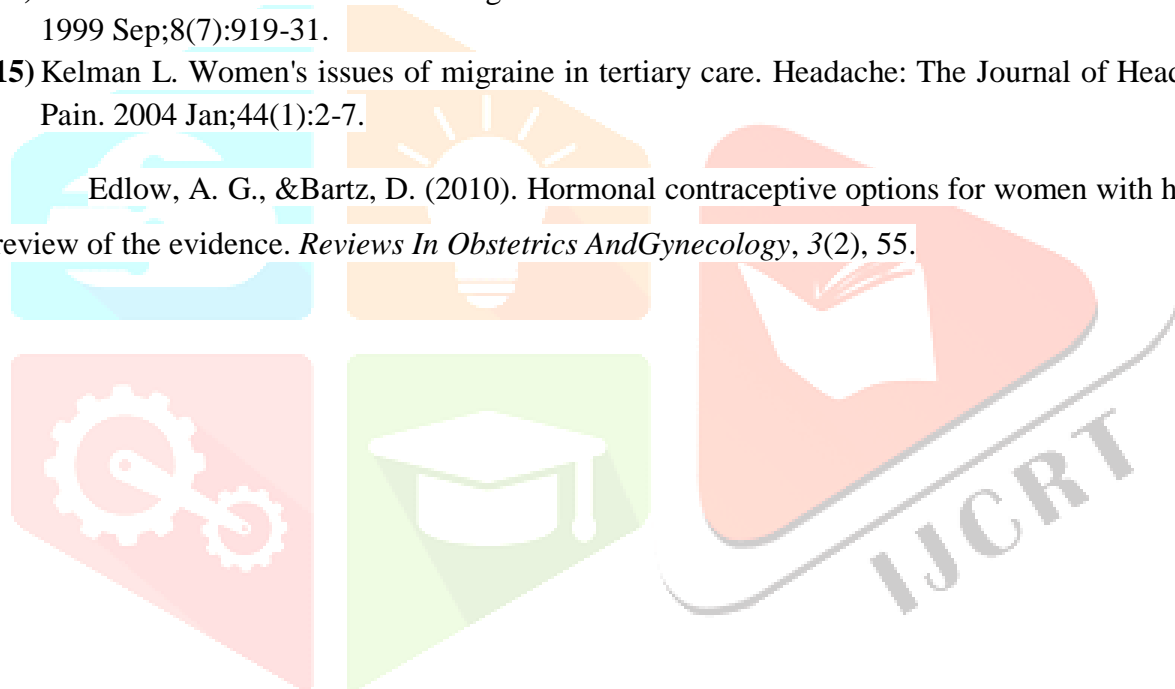 1999 Sep;8(7):919-31.
15) Kelman L. Women's issues of migraine in tertiary care. Headache: The Journal of Head
Pain. 2004 Jan;44(1):2-7.
Edlow, A. G., &Bartz, D. (2010). Hormonal contraceptive options for women with h
review of the evidence. Reviews In Obstetrics AndGynecology, 3(2), 55.
IJCRT